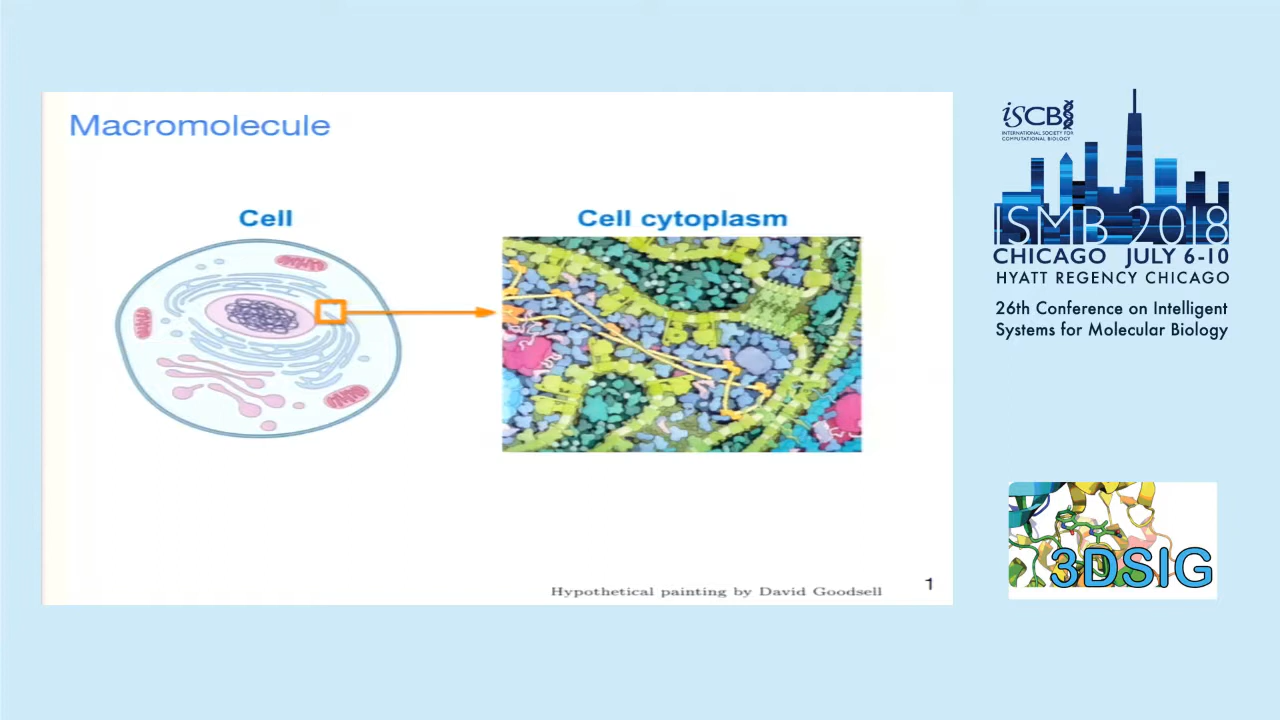 Macromolecule
Cell
Cell cytoplasm
Hypothetical painting by David Goodsell
1
iSCB
INTERNATIONAL SOCIETY FOR
COMPUTATIONAL BIOLOGY
ISMB 2018
CHICAGO JULY 6-10
HYATT REGENCY CHICAGO
26th Conference on Intelligent
Systems for Molecular Biology
3DSIG